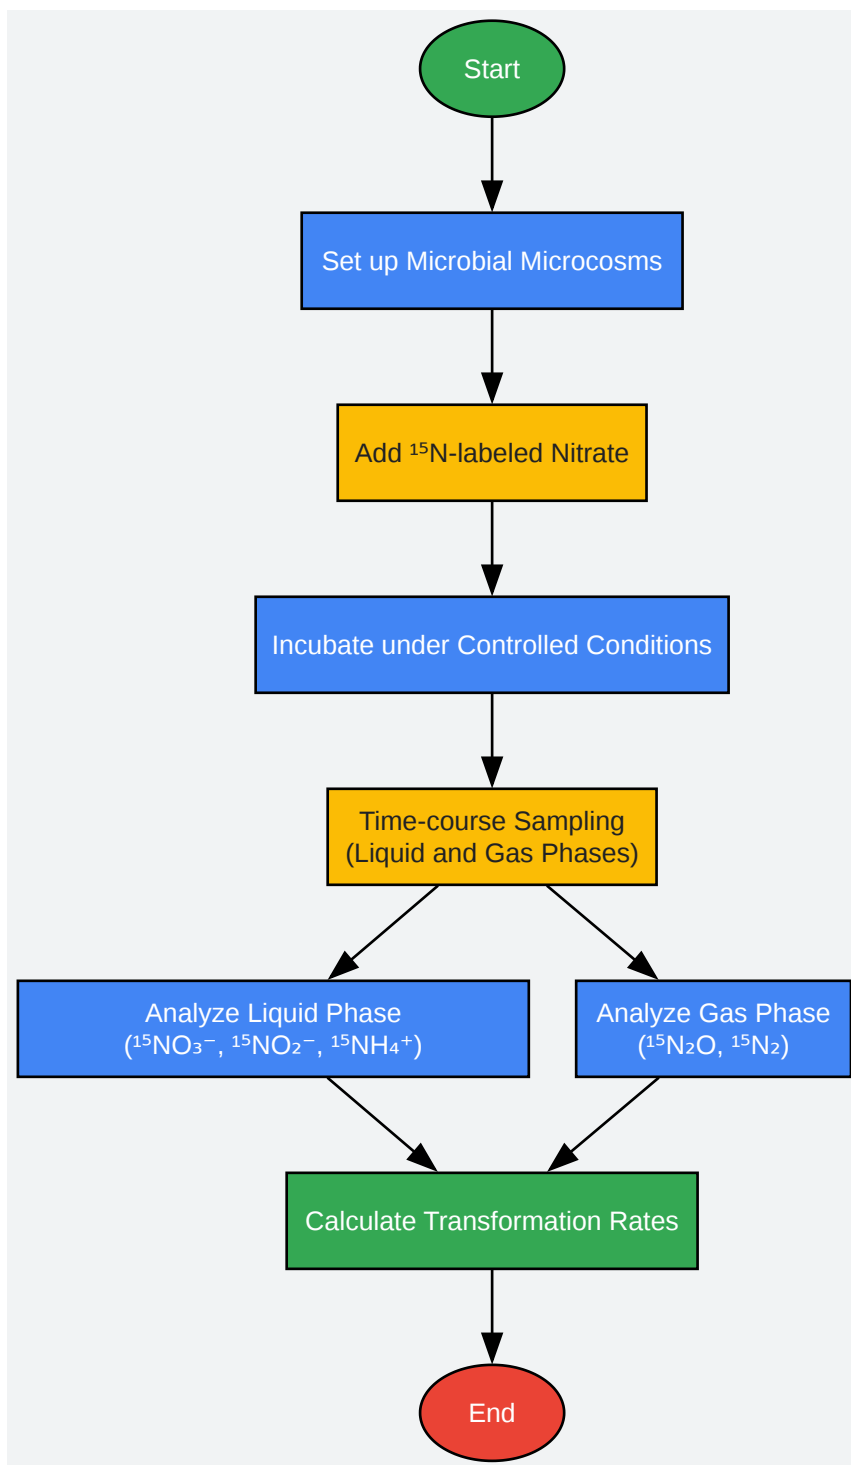 Start
Set up Microbial Microcosms
Add ¹⁵N-labeled Nitrate
Incubate under Controlled Conditions
Time-course Sampling
(Liquid and Gas Phases)
Analyze Liquid Phase
(¹⁵NO₃⁻, ¹⁵NO₂⁻, ¹⁵NH₄⁺)
Analyze Gas Phase
(¹⁵N₂O, ¹⁵N₂)
Calculate Transformation Rates
End